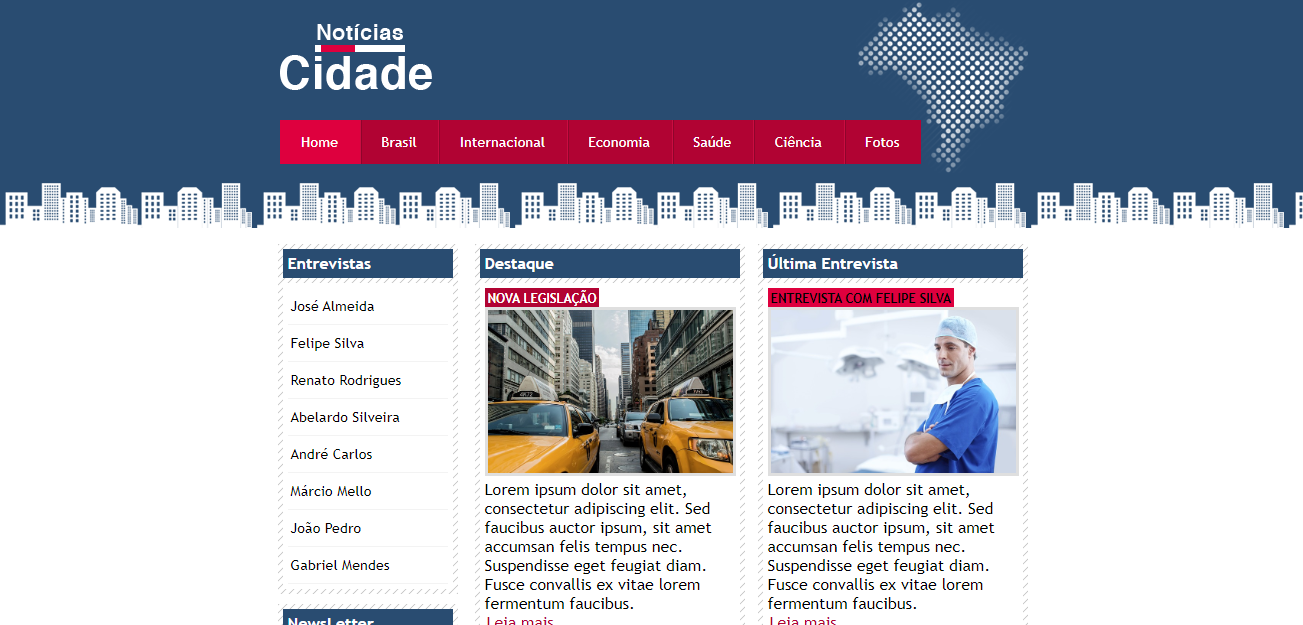 Notícias
Cidade
Home Brasil Internacional Economia Saúde Ciência Fotos
Entrevistas
José Almeida
Felipe Silva
Renato Rodrigues
Abelardo Silveira
André Carlos
Márcio Mello
João Pedro
Gabriel Mendes
NewsLetter
Destaque
NOVA LEGISLAÇÃO
Lorem ipsum dolor sit amet,
consectetur adipiscing elit. Sed
faucibus auctor ipsum, sit amet
accumsan felis tempus nec.
Suspendisse eget feugiat diam.
Fusce convallis ex vitae lorem
fermentum faucibus.
Leia mais
Última Entrevista
ENTREVISTA COM FELIPE SILVA
Lorem ipsum dolor sit amet,
consectetur adipiscing elit. Sed
faucibus auctor ipsum, sit amet
accumsan felis tempus nec.
Suspendisse eget feugiat diam.
Fusce convallis ex vitae lorem
fermentum faucibus.
Leia mais